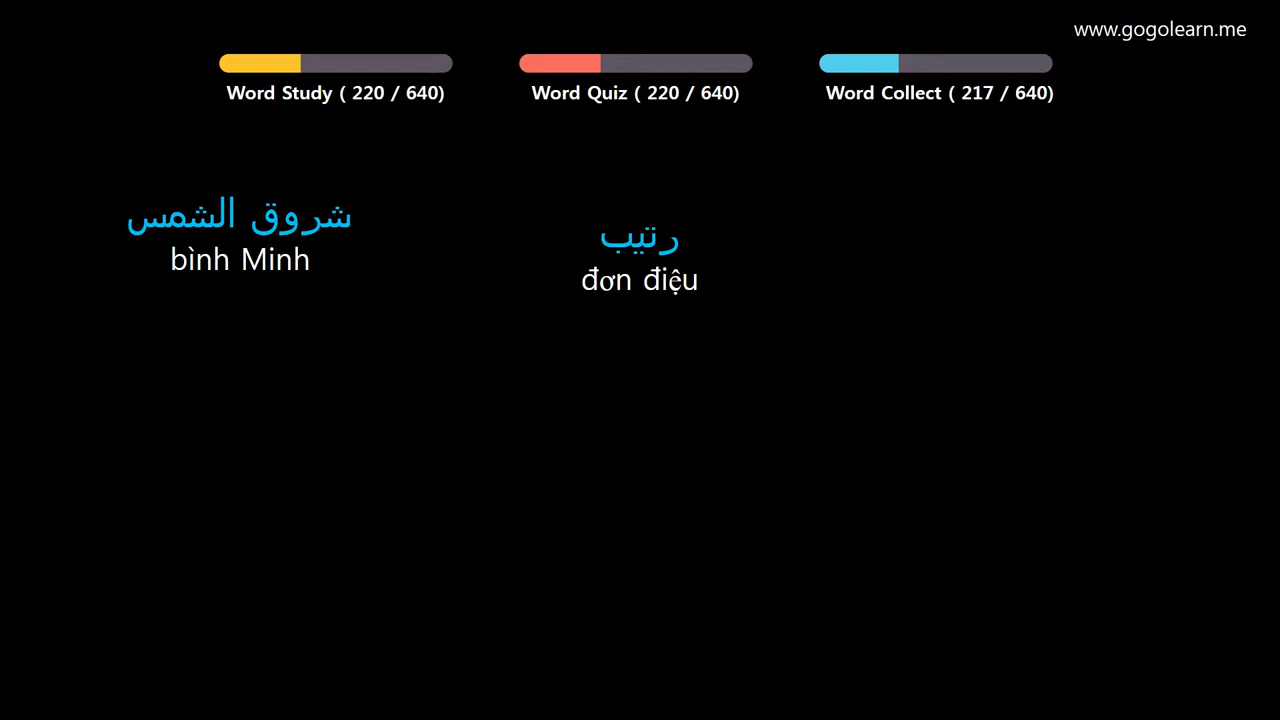 www.gogolearn.me
Word Study ( 220 / 640)
Word Quiz ( 220 / 640)
Word Collect ( 217 / 640)
شروق الشمس
bình Minh
رتيب
đơn điệu